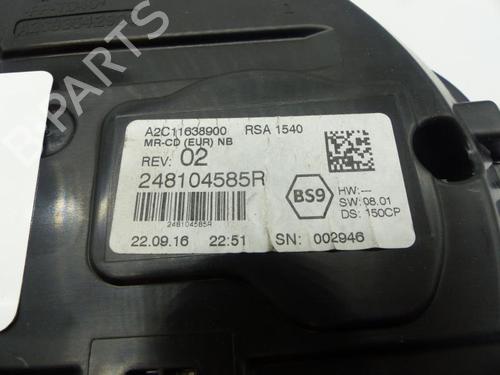 A2C11638900 RSA 1540
MR-CD (EUR) NB
REV: 02
248104585R
248104585R
BS9
HW:---
SW: 08.01
DS: 150CP
22.09.16 22:51 SN: 002946
B-PARTS